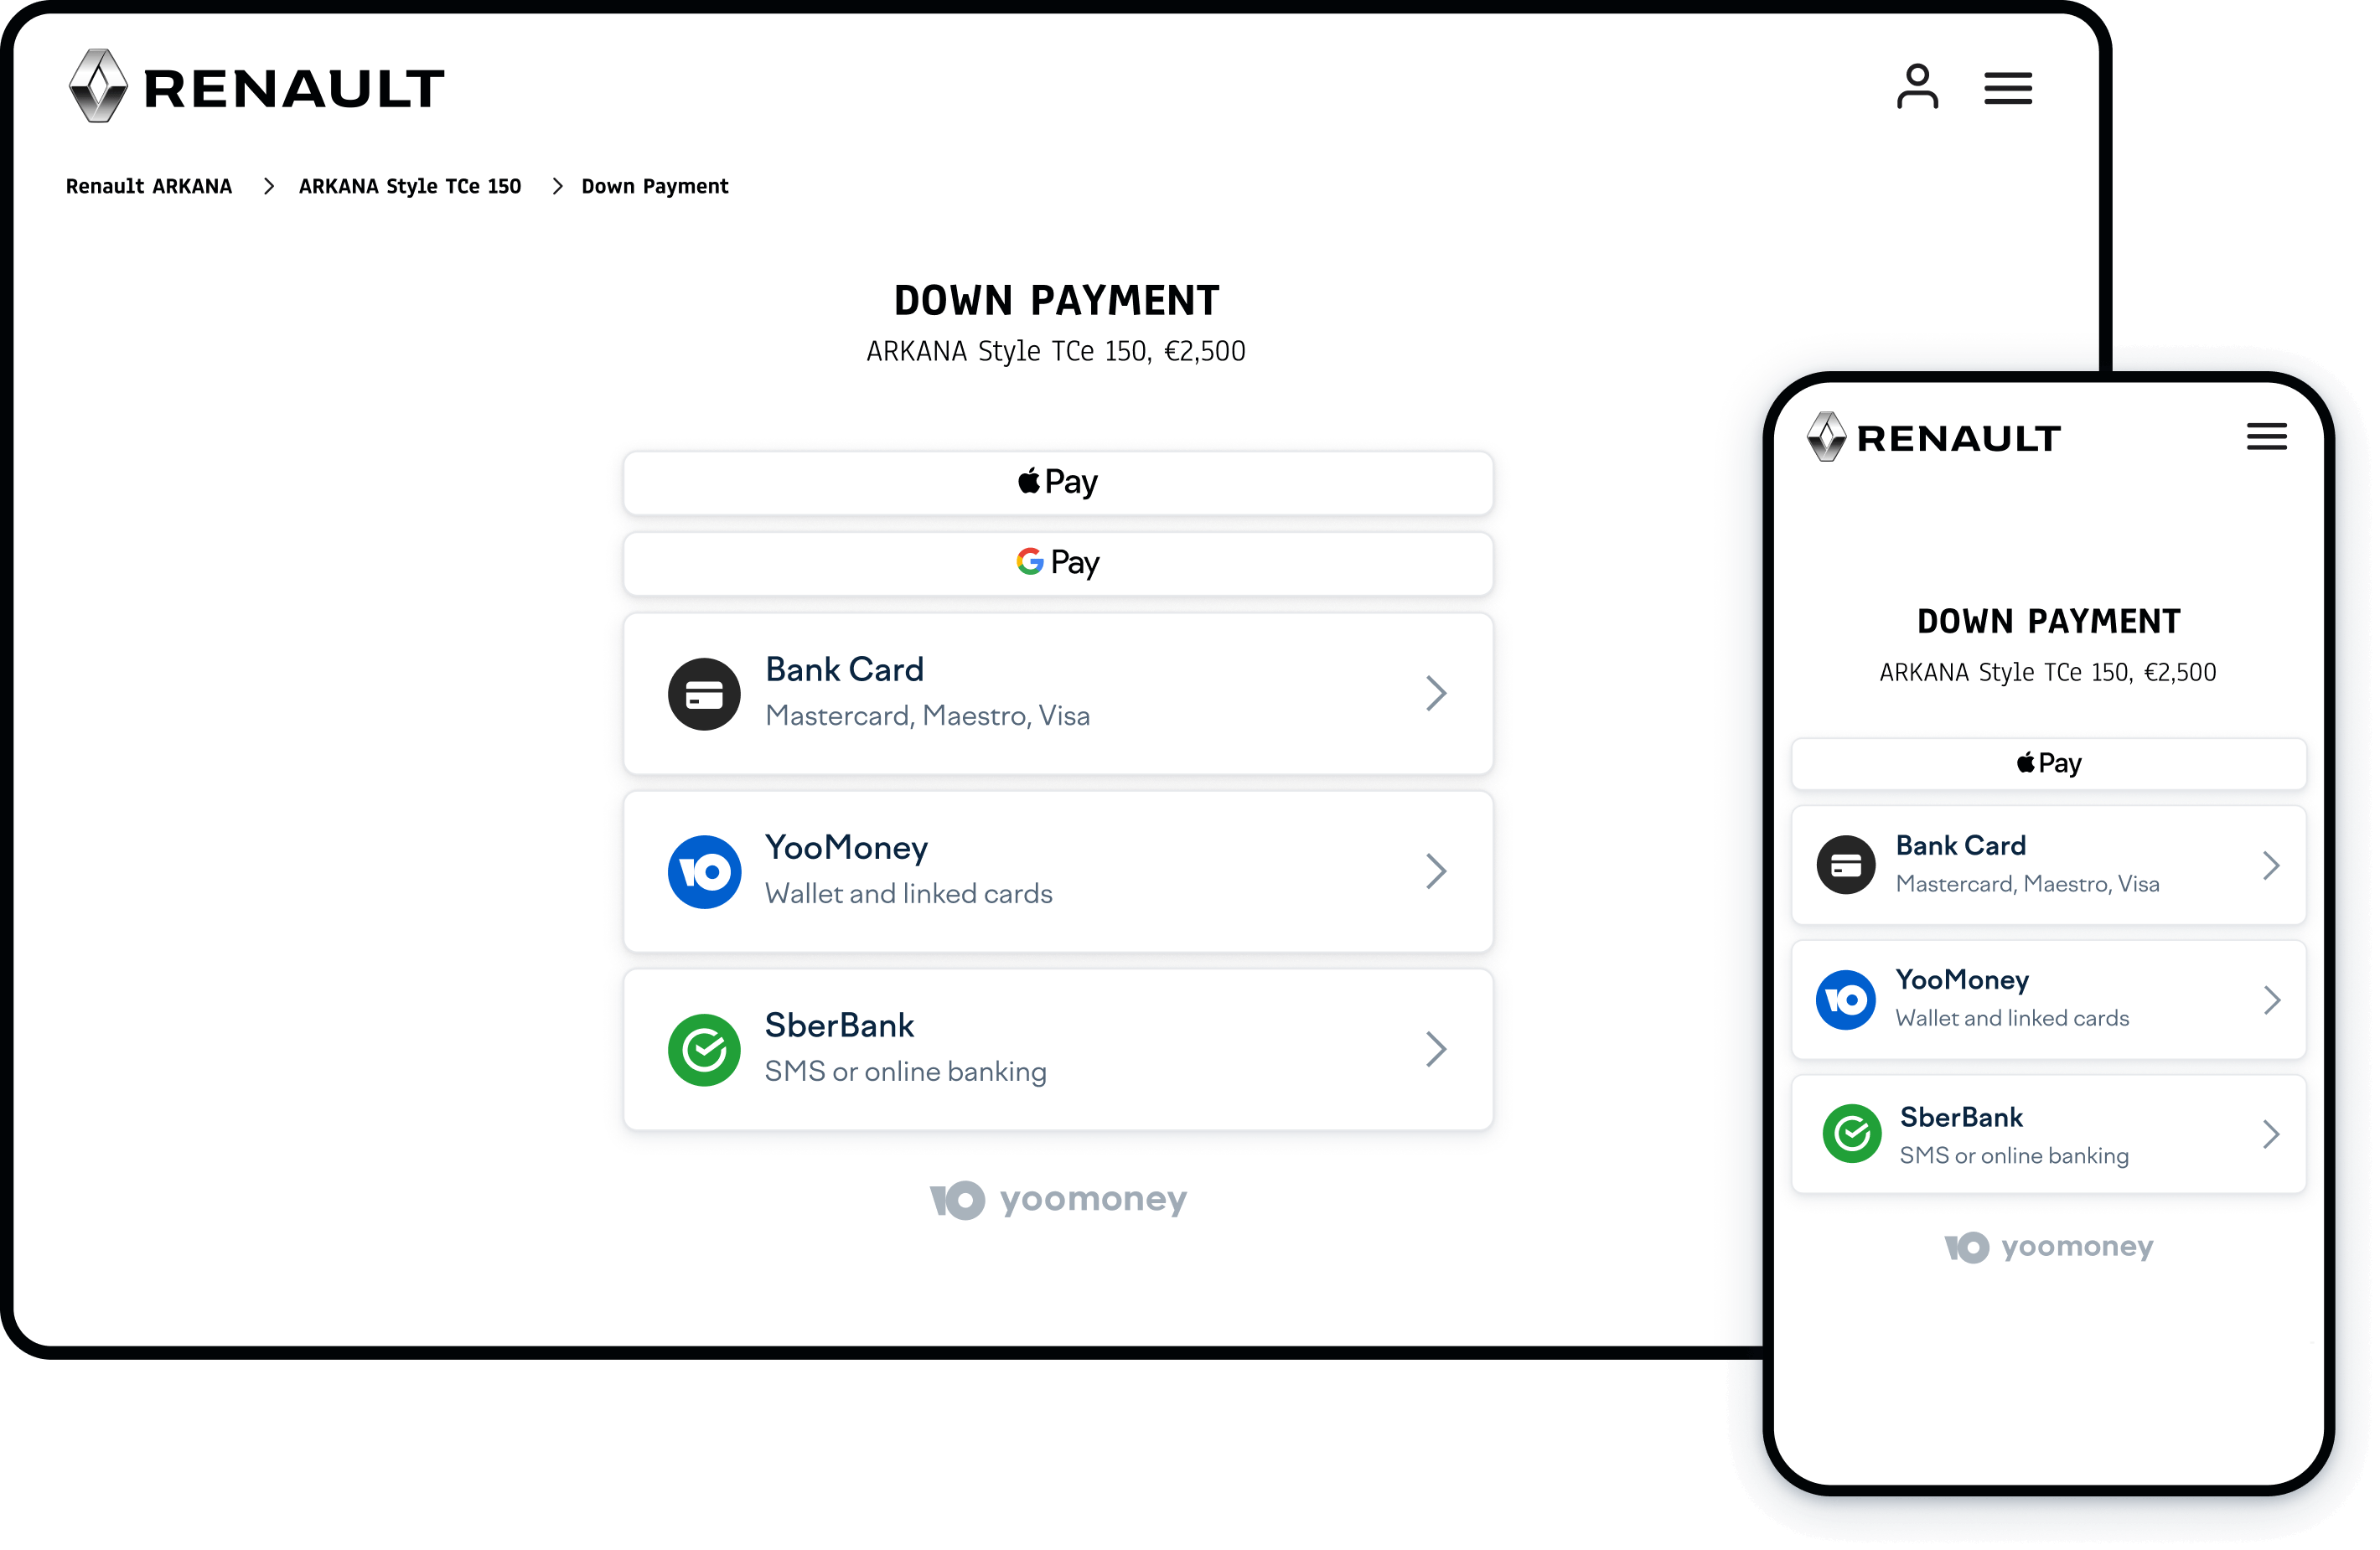 RENAULT
Renault ARKANA > ARKANA Style TCe 150 > Down Payment
DOWN PAYMENT
ARKANA Style TCe 150, €2,500
Pay
G Pay
Bank Card
Mastercard, Maestro, Visa
YooMoney
Wallet and linked cards
SberBank
SMS or online banking
yoomoney
RENAULT
DOWN PAYMENT
ARKANA Style TCe 150, €2,500
Pay
Bank Card
Mastercard, Maestro, Visa
YooMoney
Wallet and linked cards
SberBank
SMS or online banking
yoomoney